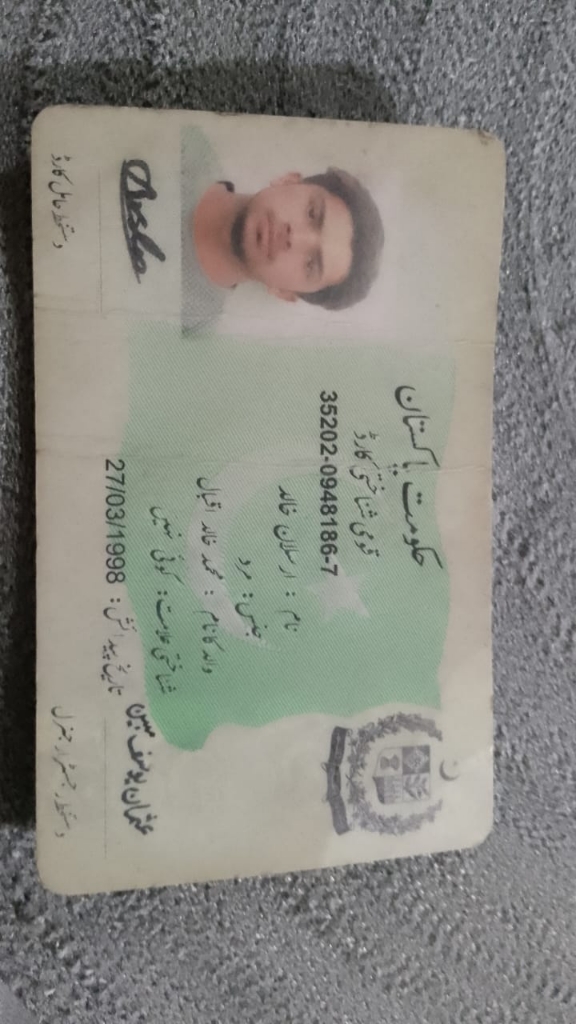 حکومت پاکستان
قومی شناختی کارڈ
35202-0948186-7
نام : ارسلان خالد
جنس : مرد
والد کا نام : محمد خالد اقبال
شناختی علامت : کوئی نہیں
تاریخ پیدائش : 27/03/1998
عثمان یوسف مبین
دستخط حامل کارڈ
دستخط رجسٹرار جنرل